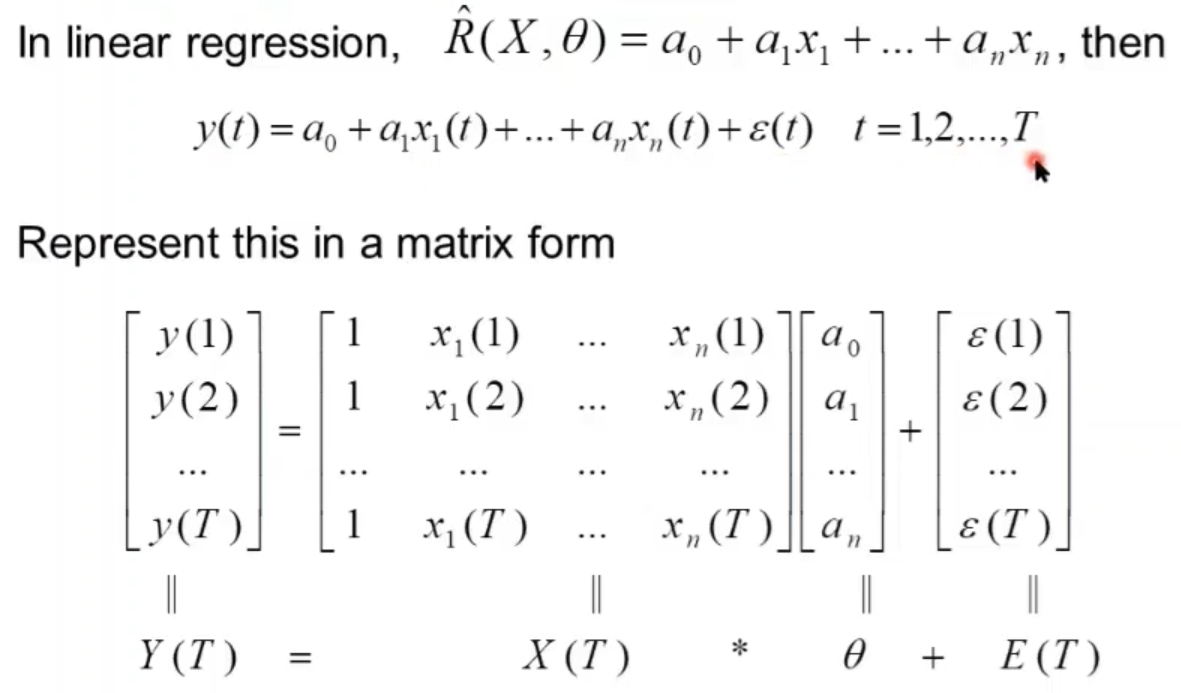 In linear regression, R̂(X,θ) = a₀ + a₁x₁ + ... + aₙxₙ, then
y(t) = a₀ + a₁x₁(t) + ... + aₙxₙ(t) + ε(t) t = 1,2,...,T
Represent this in a matrix form
[y(1)] [1 x₁(1) ... xₙ(1)] [a₀] [ε(1)]
[y(2)] [1 x₁(2) ... xₙ(2)] [a₁] [ε(2)]
= +
[...] [... ... ... ...] [...] [...]
[y(T)] [1 x₁(T) ... xₙ(T)] [aₙ] [ε(T)]
|| || || ||
Y(T) = X(T) * θ + E(T)